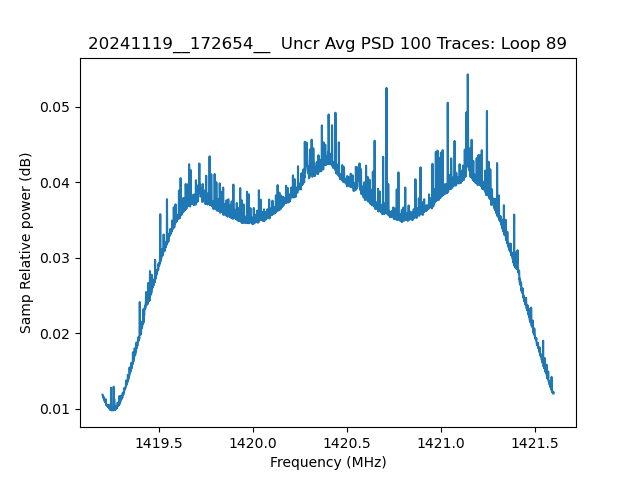 20241119__172654__  Uncr Avg PSD 100 Traces: Loop 89
0.05
0.04
0.03
0.02
0.01
Samp Relative power (dB)
1419.5 1420.0 1420.5 1421.0 1421.5
Frequency (MHz)